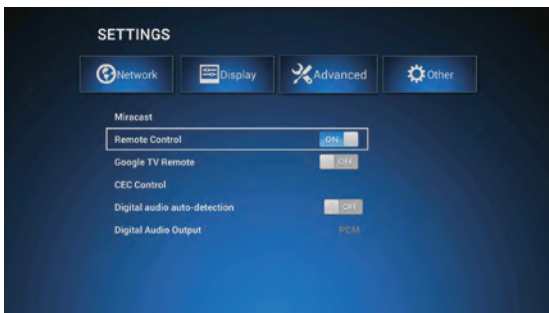 SETTINGS
Network Display Advanced Other
Miracast
Remote Control ON
Google TV Remote OFF
CEC Control
Digital audio auto-detection OFF
Digital Audio Output PCM